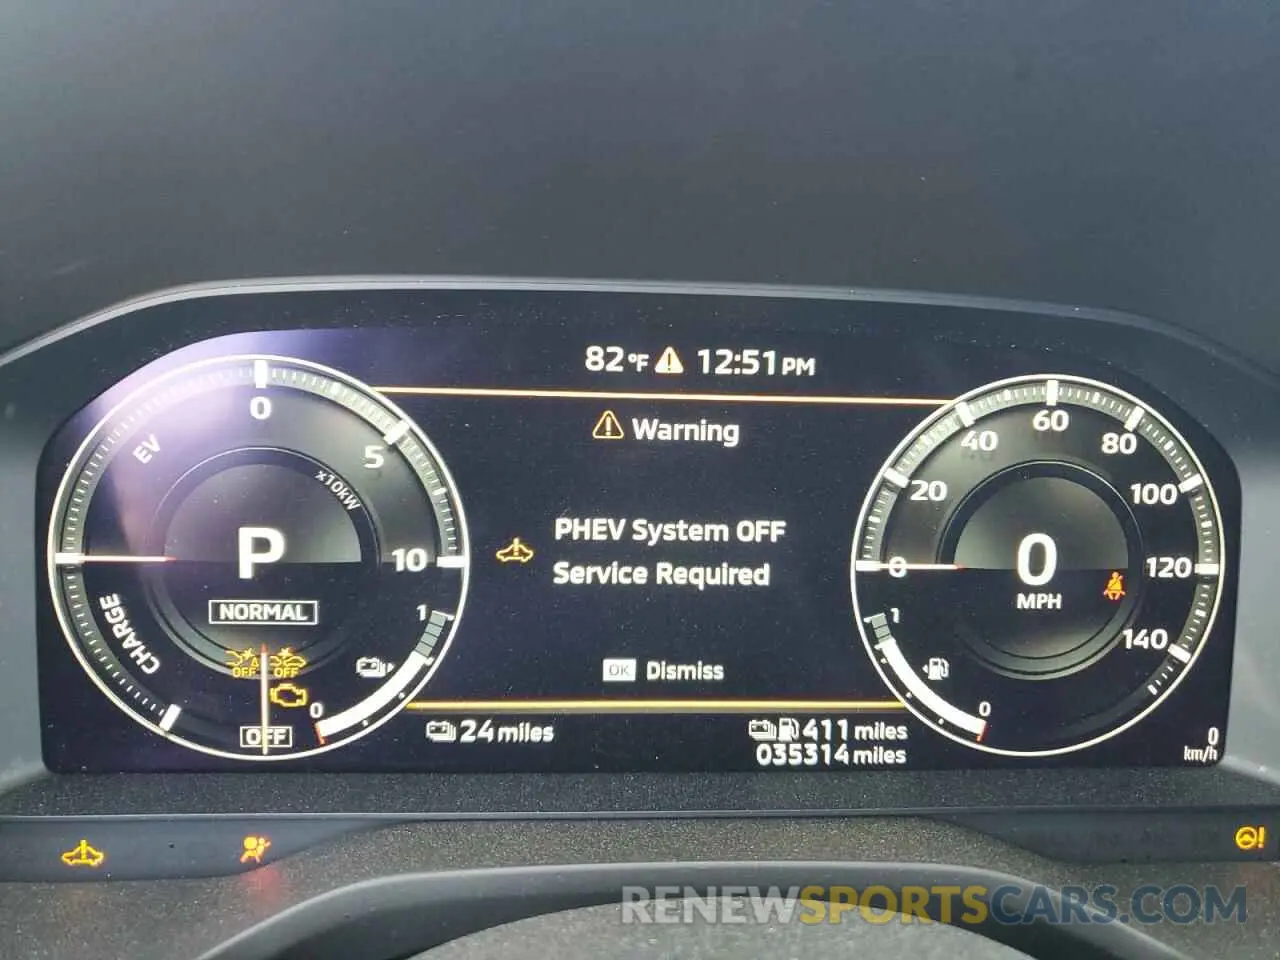 82°F 12:51 PM
Warning
PHEV System OFF
Service Required
OK Dismiss
24 miles
411 miles
035314 miles
0
5
10
x10kW
EV
CHARGE
P
NORMAL
OFF
OFF
OFF
1
0
0
20
40
60
80
100
120
140
0
MPH
1
0
0
km/h
RENEWSPORTSCARS.COM